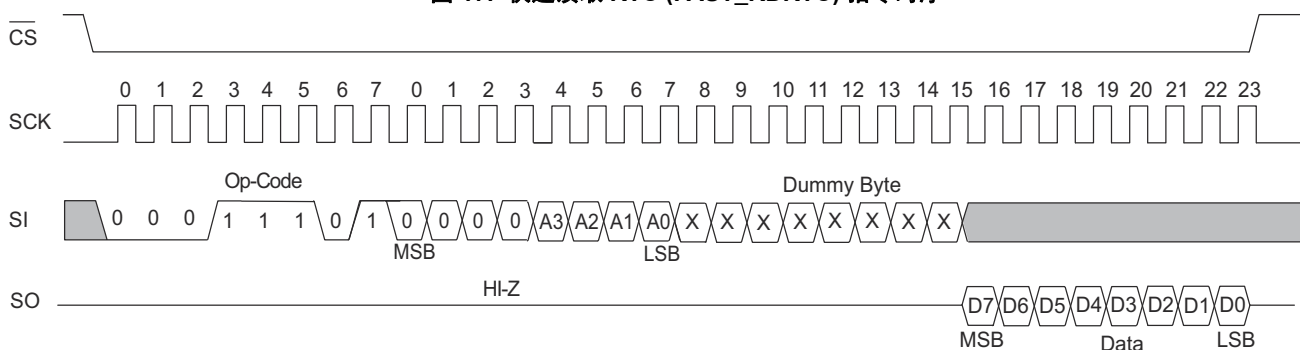 CS
0 1 2 3 4 5 6 7 0 1 2 3 4 5 6 7 8 9 10 11 12 13 14 15 16 17 18 19 20 21 22 23
SCK
Op-Code Dummy Byte
SI 0 0 0 1 1 1 0 1 0 0 0 0 A3 A2 A1 A0 X X X X X X X X
MSB LSB
HI-Z
SO D7 D6 D5 D4 D3 D2 D1 D0
MSB Data LSB